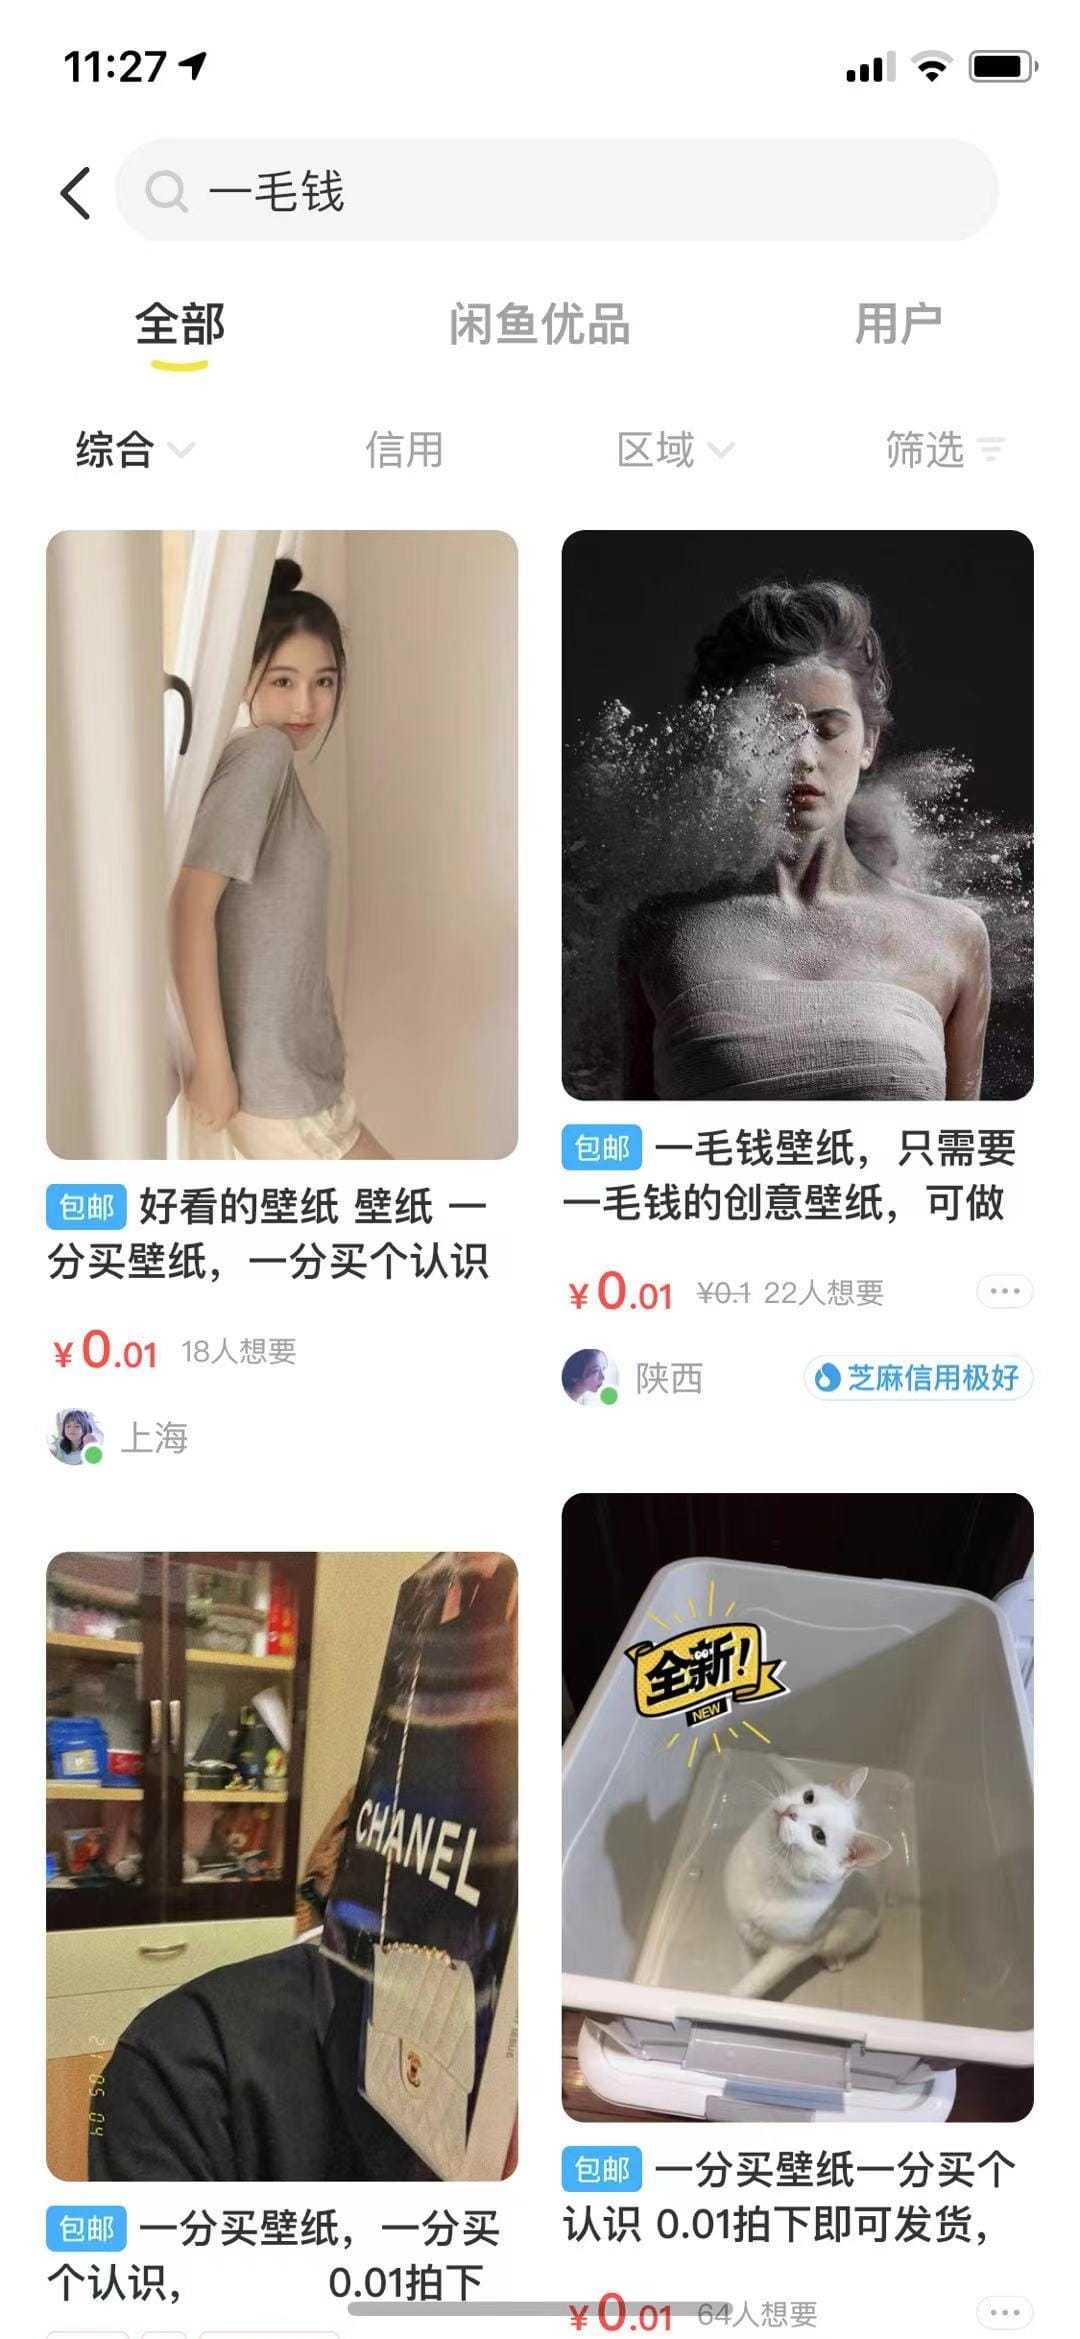 11:27
一毛钱
全部
闲鱼优品
用户
综合
信用
区域
筛选
包邮 好看的壁纸 壁纸 一
分买壁纸，一分买个认识
¥0.01 18人想要
上海
包邮 一毛钱壁纸，只需要
一毛钱的创意壁纸，可做
¥0.01 ¥0.1 22人想要
陕西
芝麻信用极好
CHANEL
包邮 一分买壁纸，一分买
个认识， 0.01拍下
全新!
NEW
包邮 一分买壁纸一分买个
认识 0.01拍下即可发货，
¥0.01 64人想要